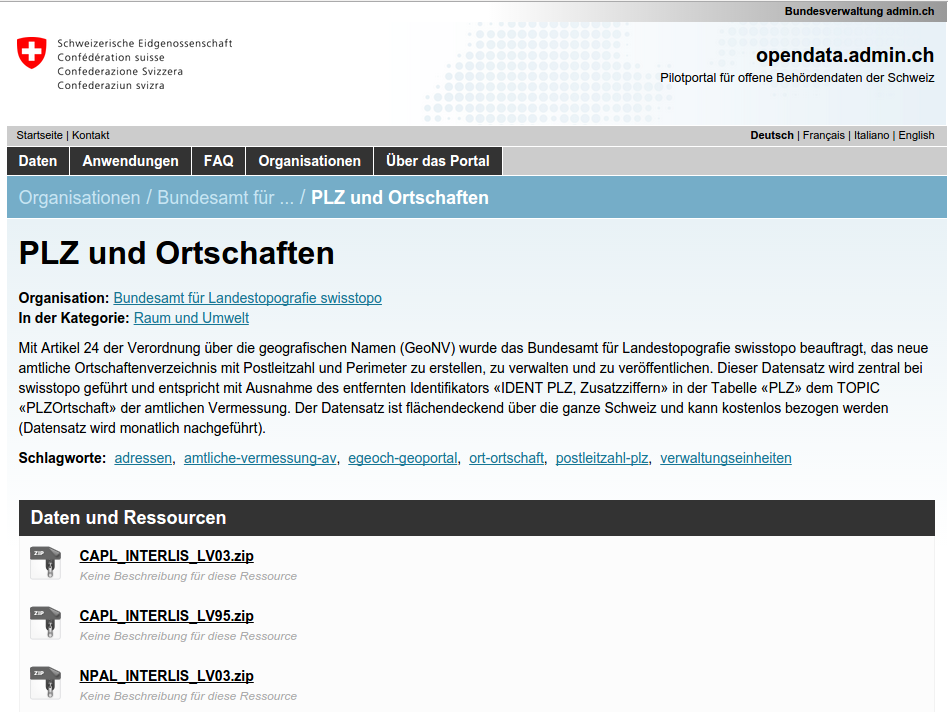 Bundesverwaltung admin.ch
Schweizerische Eidgenossenschaft
Confédération suisse
Confederazione Svizzera
Confederaziun svizra
opendata.admin.ch
Pilotportal für offene Behördendaten der Schweiz
Startseite | Kontakt
Deutsch | Français | Italiano | English
Daten Anwendungen FAQ Organisationen Über das Portal
Organisationen / Bundesamt für ... / PLZ und Ortschaften
PLZ und Ortschaften
Organisation: Bundesamt für Landestopografie swisstopo
In der Kategorie: Raum und Umwelt
Mit Artikel 24 der Verordnung über die geografischen Namen (GeoNV) wurde das Bundesamt für Landestopografie swisstopo beauftragt, das neue
amtliche Ortschaftenverzeichnis mit Postleitzahl und Perimeter zu erstellen, zu verwalten und zu veröffentlichen. Dieser Datensatz wird zentral bei
swisstopo geführt und entspricht mit Ausnahme des entfernten Identifikators «IDENT PLZ, Zusatzziffern» in der Tabelle «PLZ» dem TOPIC
«PLZOrtschaft» der amtlichen Vermessung. Der Datensatz ist flächendeckend über die ganze Schweiz und kann kostenlos bezogen werden
(Datensatz wird monatlich nachgeführt).
Schlagworte: adressen, amtliche-vermessung-av, egeoch-geoportal, ort-ortschaft, postleitzahl-plz, verwaltungseinheiten
Daten und Ressourcen
ZIP CAPL_INTERLIS_LV03.zip
Keine Beschreibung für diese Ressource
ZIP CAPL_INTERLIS_LV95.zip
Keine Beschreibung für diese Ressource
ZIP NPAL_INTERLIS_LV03.zip
Keine Beschreibung für diese Ressource